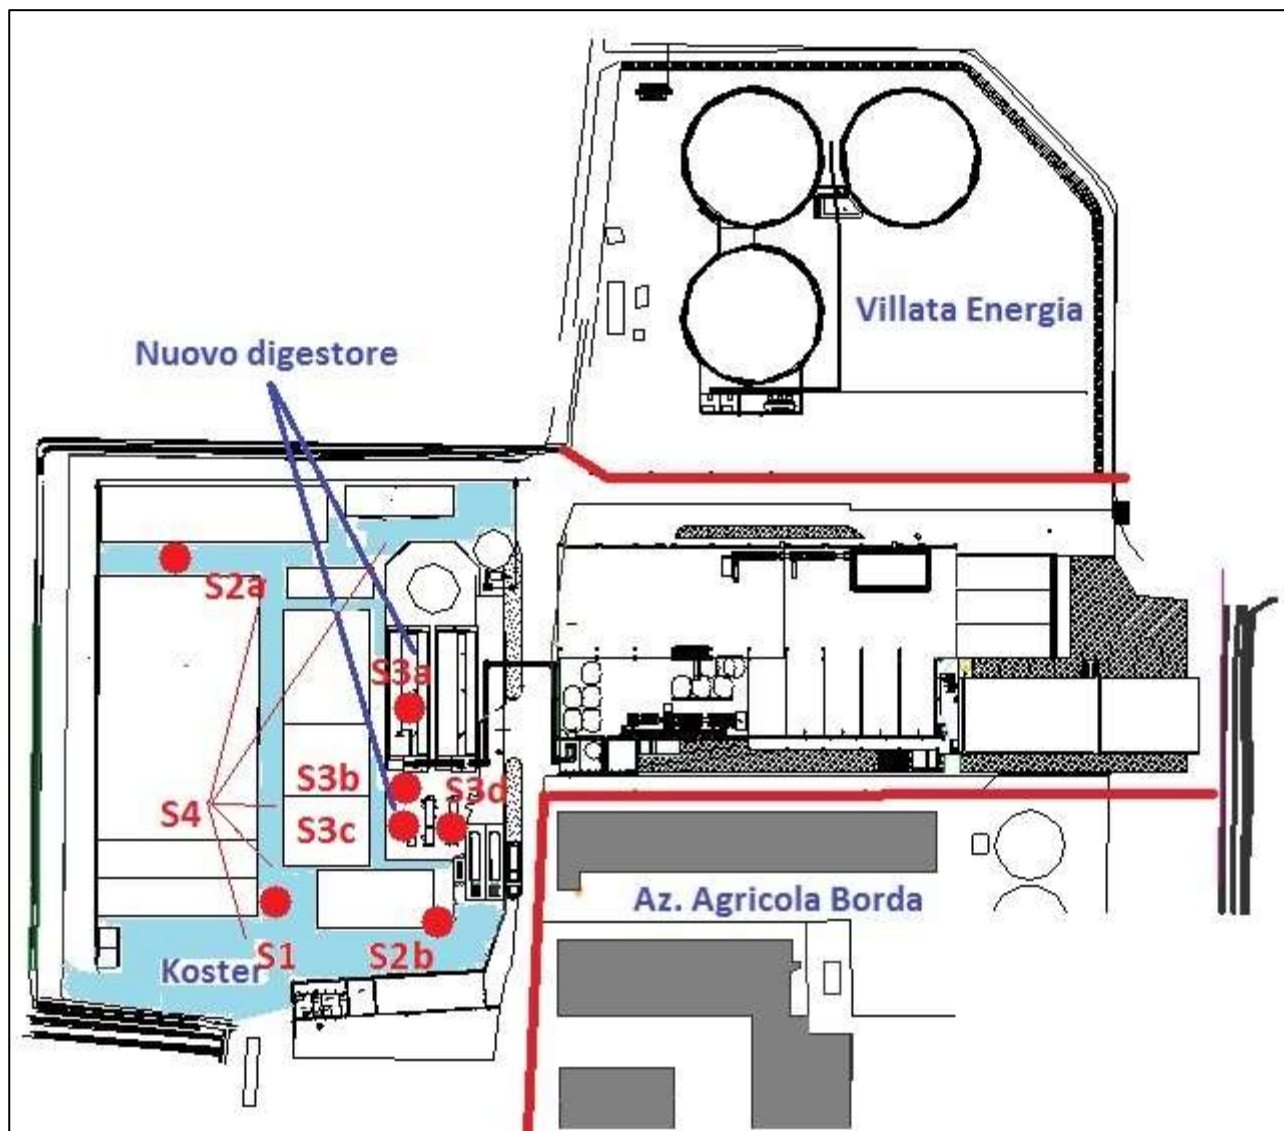 Villata Energia
Nuovo digestore
S2a
S3a
S3b
S3d
S4
S3c
Az. Agricola Borda
S1
S2b
Koster